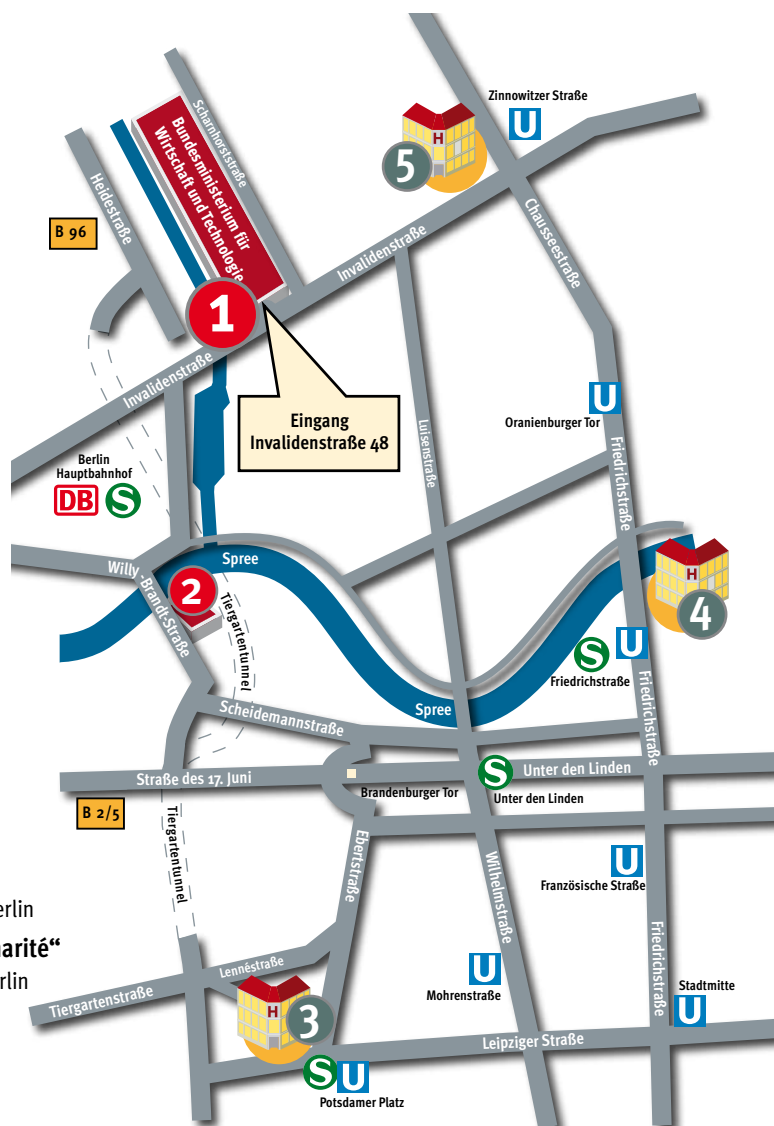 Zinnowitzer Straße
U
Scharnhorststraße
Bundesministerium für
Wirtschaft und Technologie
H
5
Heidestraße
B 96
Chausseestraße
Invalidenstraße
1
Invalidenstraße
Eingang
Invalidenstraße 48
U
Oranienburger Tor
Luisenstraße
Friedrichstraße
Berlin
Hauptbahnhof
DB S
Spree
Willy-Brandt-Straße
2
Tiergartentunnel
H
4
S U
Friedrichstraße
Friedrichstraße
Spree
Scheidemannstraße
Straße des 17. Juni
Brandenburger Tor
S
Unter den Linden
Unter den Linden
B 2/5
Tiergartentunnel
Ebertstraße
Wilhelmstraße
U
Französische Straße
erlin
arité“
rlin
Friedrichstraße
Lennéstraße
Tiergartenstraße
U
Mohrenstraße
Stadtmitte
U
H
3
Leipziger Straße
S U
Potsdamer Platz